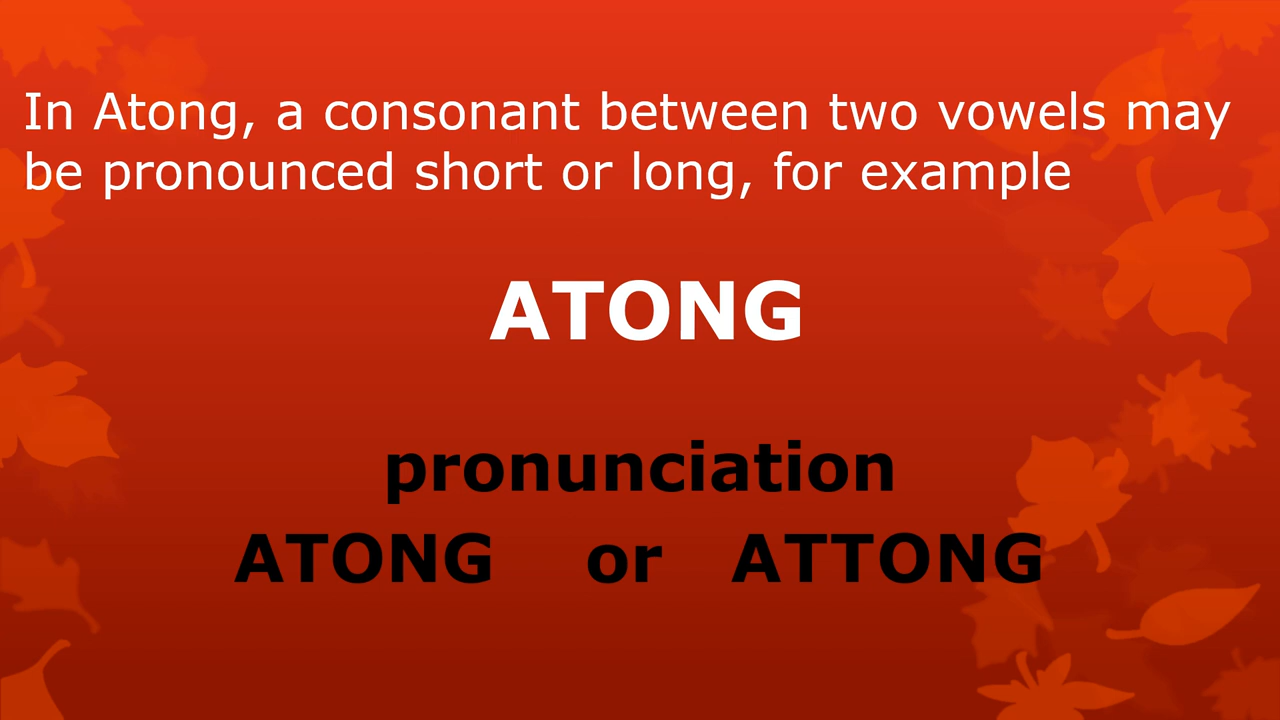 In Atong, a consonant between two vowels may
be pronounced short or long, for example
ATONG
pronunciation
ATONG or ATTONG